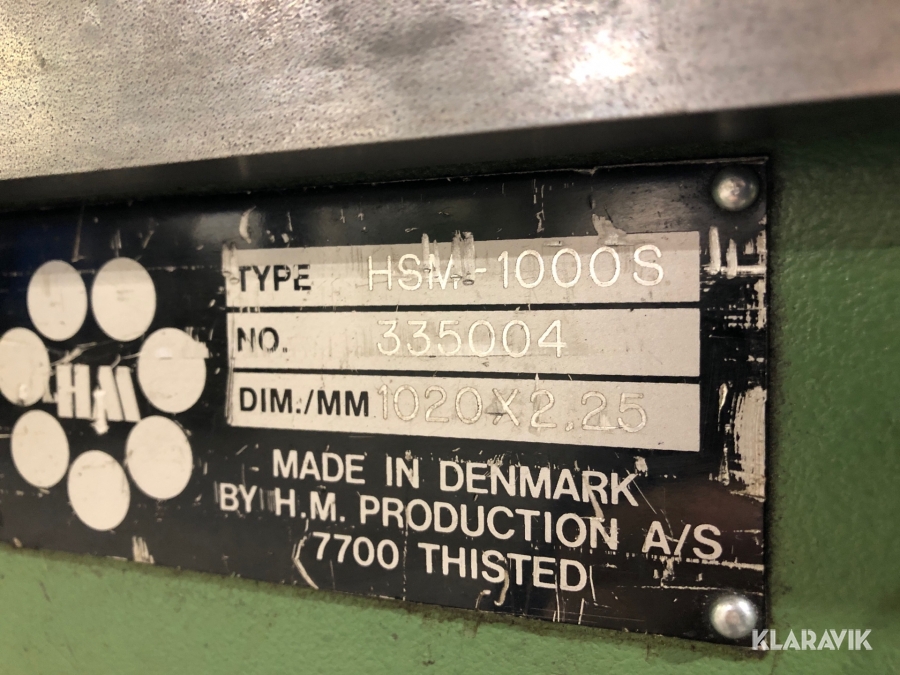 TYPE HSM-1000S
NO. 335004
DIM./MM 1020X2.25
HM
MADE IN DENMARK
BY H.M. PRODUCTION A/S
7700 THISTED
KLARAVIK